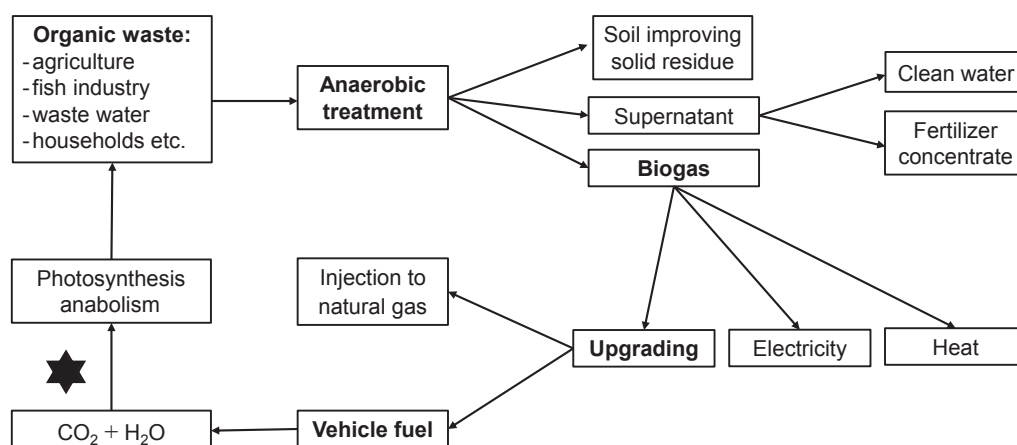 Organic waste:
-agriculture
-fish industry
-waste water
-households etc.
Anaerobic
treatment
Soil improving
solid residue
Supernatant
Biogas
Clean water
Fertilizer
concentrate
Photosynthesis
anabolism
Injection to
natural gas
Upgrading
Electricity
Heat
CO₂ + H₂O
Vehicle fuel